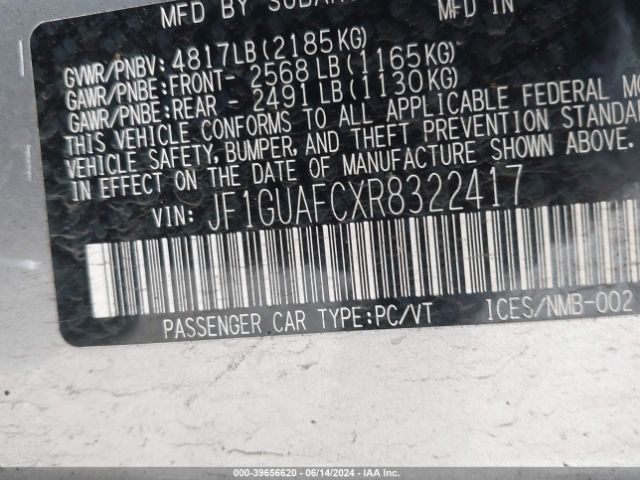 MFD BY SUBARU
MFD IN
GVWR/PNBV: 4817LB(2185KG)
GAWR/PNBE:FRONT- 2568 LB(1165KG)
GAWR/PNBE:REAR - 2491 LB(1130KG)
THIS VEHICLE CONFORMS TO ALL APPLICABLE FEDERAL MO
VEHICLE SAFETY, BUMPER, AND THEFT PREVENTION STANDA
IN EFFECT ON THE DATE OF MANUFACTURE SHOWN ABOVE.
VIN: JF1GUAFCXR8322417
PASSENGER CAR TYPE:PC/VT ICES/NMB-002
000-39656620 - 06/14/2024 - IAA Inc.